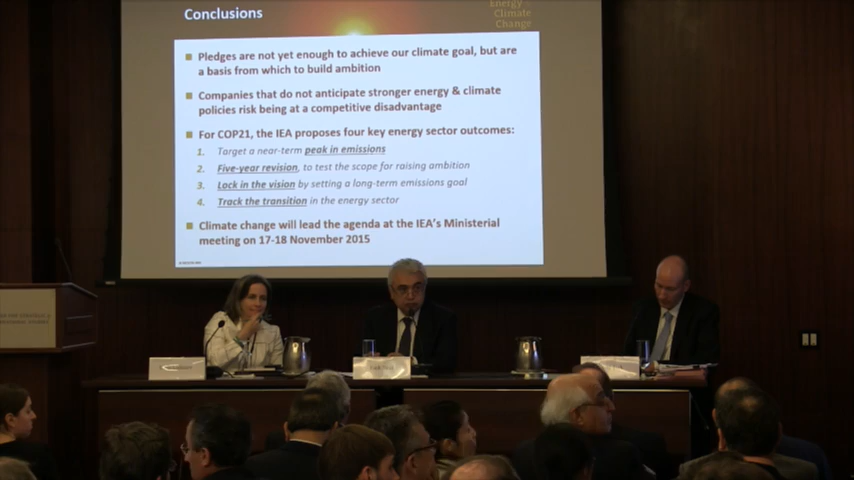 Conclusions
Energy
Climate
Change
Pledges are not yet enough to achieve our climate goal, but are
a basis from which to build ambition
Companies that do not anticipate stronger energy & climate
policies risk being at a competitive disadvantage
For COP21, the IEA proposes four key energy sector outcomes:
1. Target a near-term peak in emissions
2. Five-year revision, to test the scope for raising ambition
3. Lock in the vision by setting a long-term emissions goal
4. Track the transition in the energy sector
Climate change will lead the agenda at the IEA's Ministerial
meeting on 17-18 November 2015